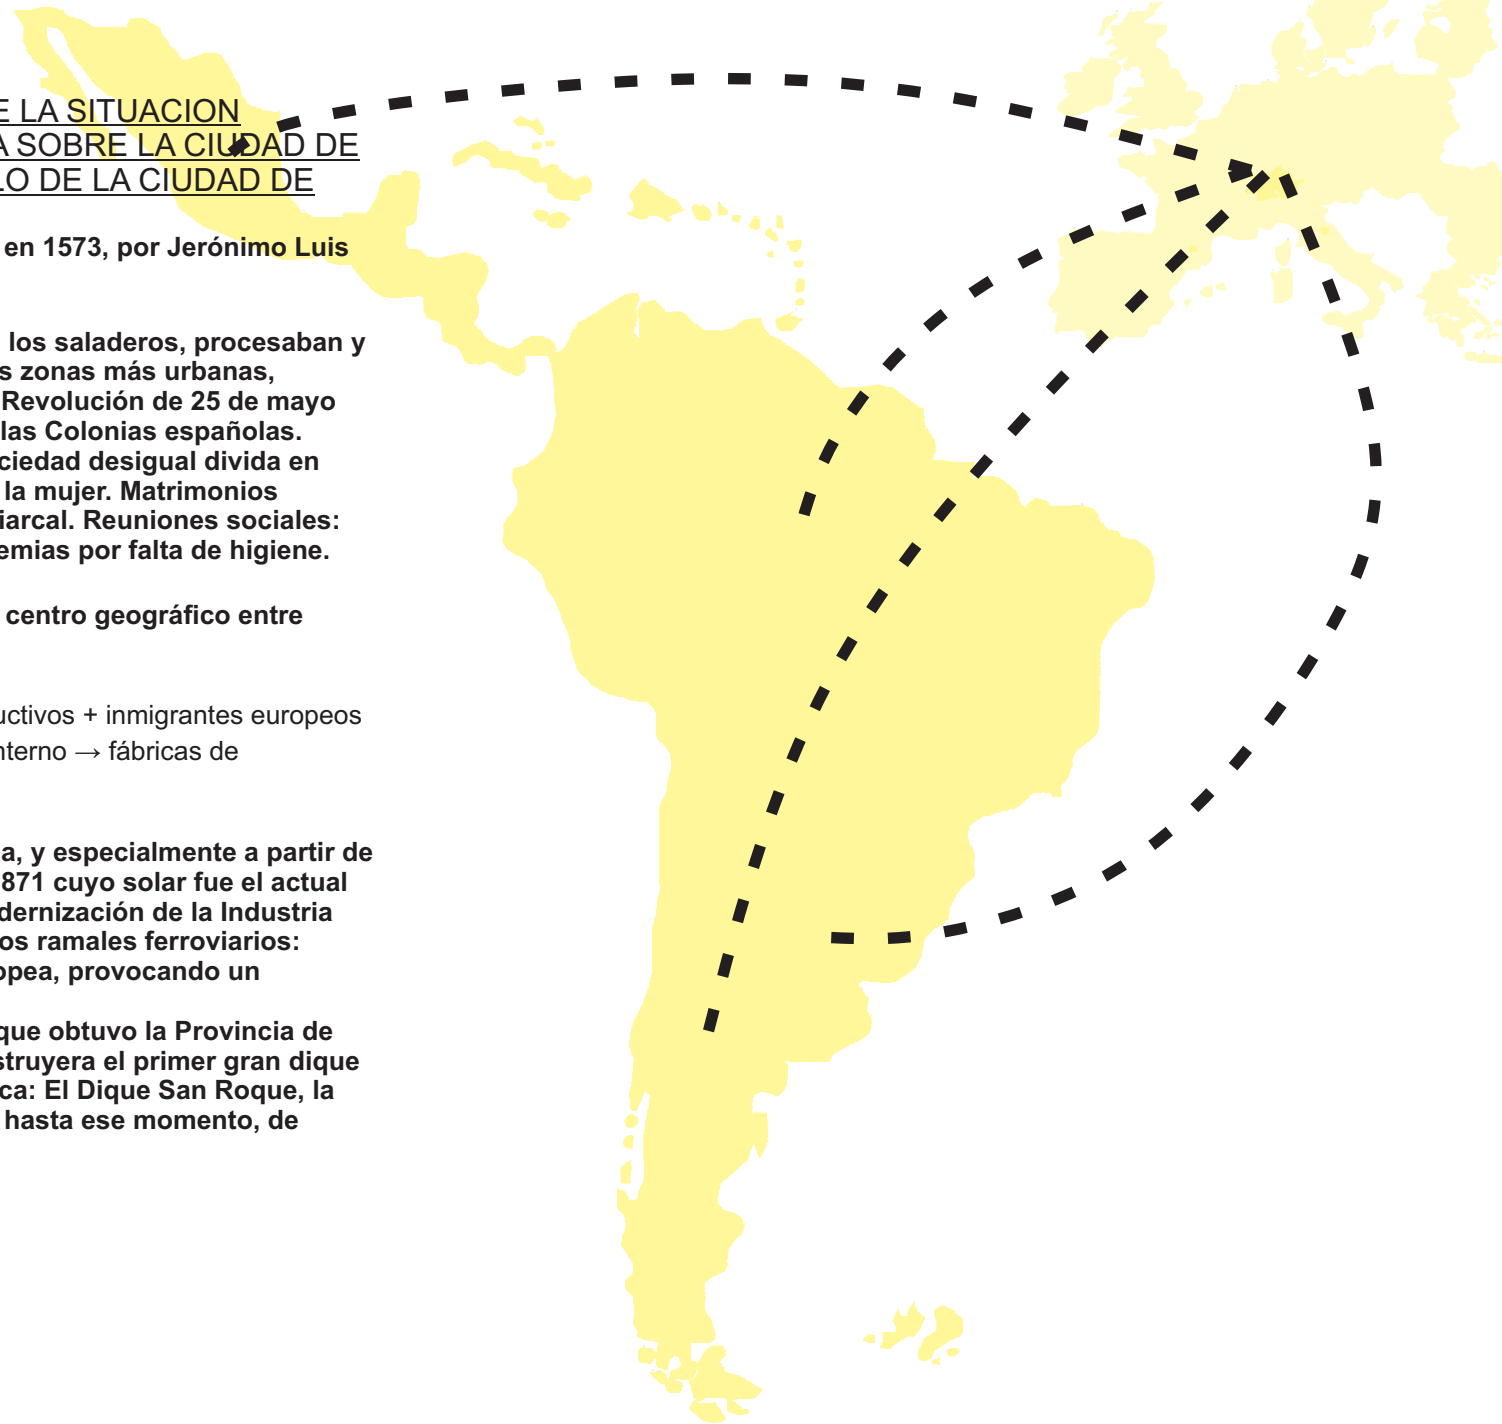 E LA SITUACION
A SOBRE LA CIUDAD DE
LO DE LA CIUDAD DE
en 1573, por Jerónimo Luis
los saladeros, procesaban y
s zonas más urbanas,
Revolución de 25 de mayo
las Colonias españolas.
ciedad desigual divida en
la mujer. Matrimonios
iarcal. Reuniones sociales:
emias por falta de higiene.
centro geográfico entre
uctivos + inmigrantes europeos
nterno → fábricas de
a, y especialmente a partir de
871 cuyo solar fue el actual
dernización de la Industria
os ramales ferroviarios:
opea, provocando un
que obtuvo la Provincia de
struyera el primer gran dique
ca: El Dique San Roque, la
hasta ese momento, de